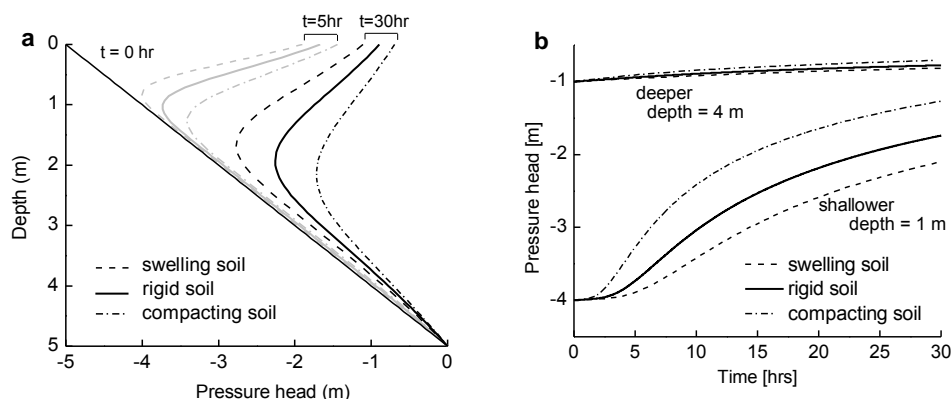 a
t=5hr
t=30hr
t = 0 hr
0
1
2
3
4
5
Depth (m)
swelling soil
rigid soil
compacting soil
-5
-4
-3
-2
-1
0
Pressure head (m)
b
-1
-2
-3
-4
Pressure head [m]
deeper
depth = 4 m
shallower
depth = 1 m
swelling soil
rigid soil
compacting soil
0
5
10
15
20
25
30
Time [hrs]